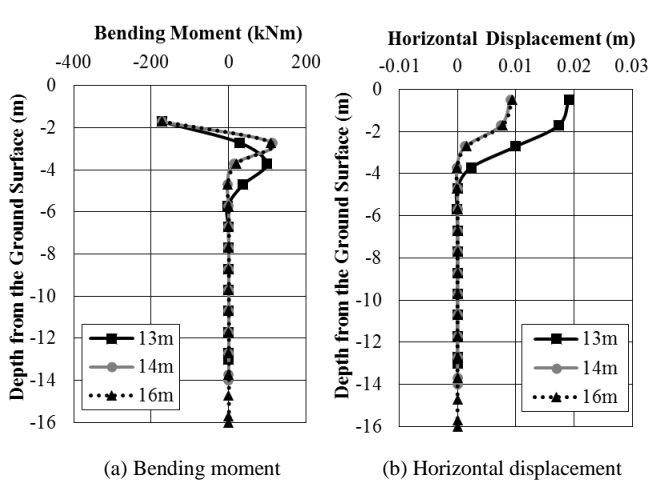 Bending Moment (kNm)
-400 -200 0 200
0
-2
-4
-6
-8
-10
-12
-14
-16
Depth from the Ground Surface (m)
13m
14m
16m
(a) Bending moment
Horizontal Displacement (m)
-0.01 0 0.01 0.02 0.03
0
-2
-4
-6
-8
-10
-12
-14
-16
Depth from the Ground Surface (m)
13m
14m
16m
(b) Horizontal displacement